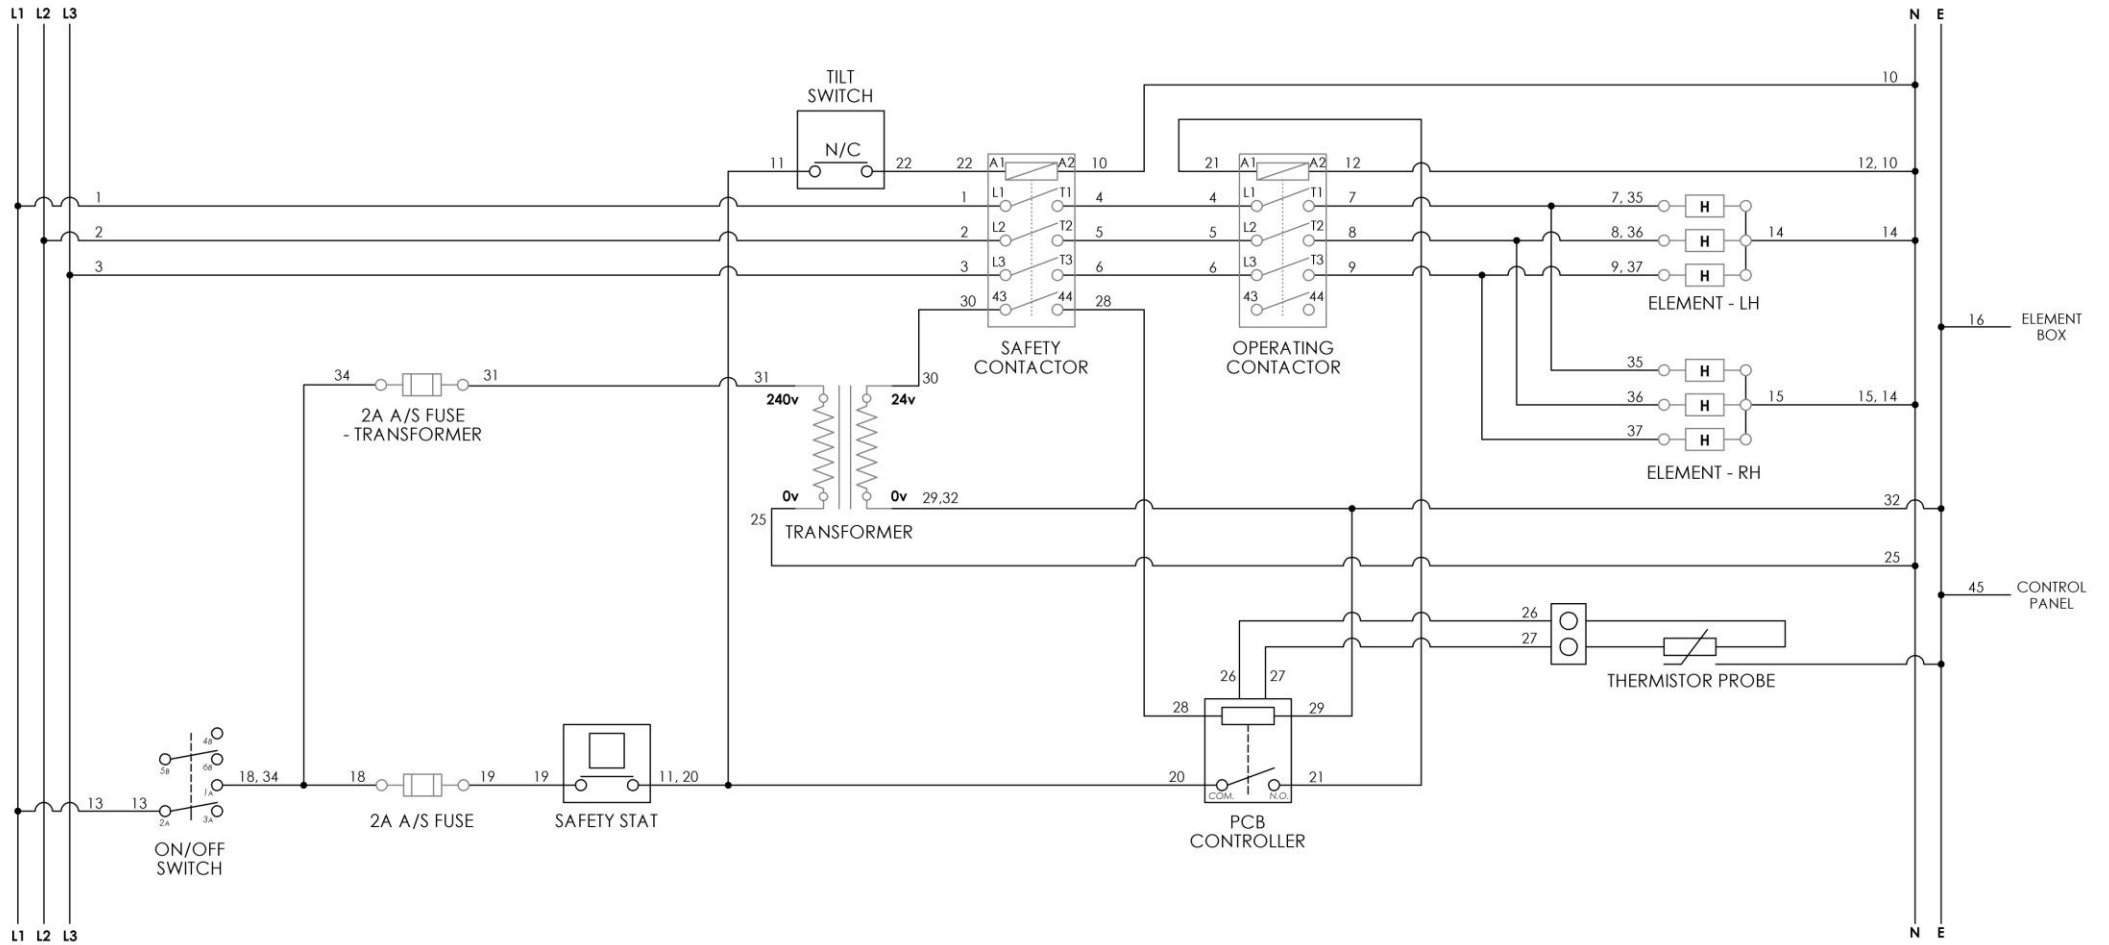 L1 L2 L3
N E
TILT
SWITCH
10
N/C
11
22
22
A1
A2
10
21
A1
A2
12
12, 10
1
1
L1
T1
4
4
L1
T1
7
7, 35
H
2
2
L2
T2
5
5
L2
T2
8
8, 36
H
14
14
3
3
L3
T3
6
6
L3
T3
9
9, 37
H
ELEMENT - LH
30
43
44
28
43
44
16
ELEMENT
BOX
SAFETY
CONTACTOR
OPERATING
CONTACTOR
35
H
34
31
31
30
240v
24v
36
H
15
15, 14
2A A/S FUSE
- TRANSFORMER
37
H
ELEMENT - RH
0v
0v
29,32
32
25
TRANSFORMER
25
45
CONTROL
PANEL
26
27
THERMISTOR PROBE
26
27
28
29
4B
5B
6B
18, 34
1A
18
19
19
11, 20
20
21
COM.
N.O.
13
13
2A
3A
2A A/S FUSE
SAFETY STAT
PCB
CONTROLLER
ON/OFF
SWITCH
L1 L2 L3
N E